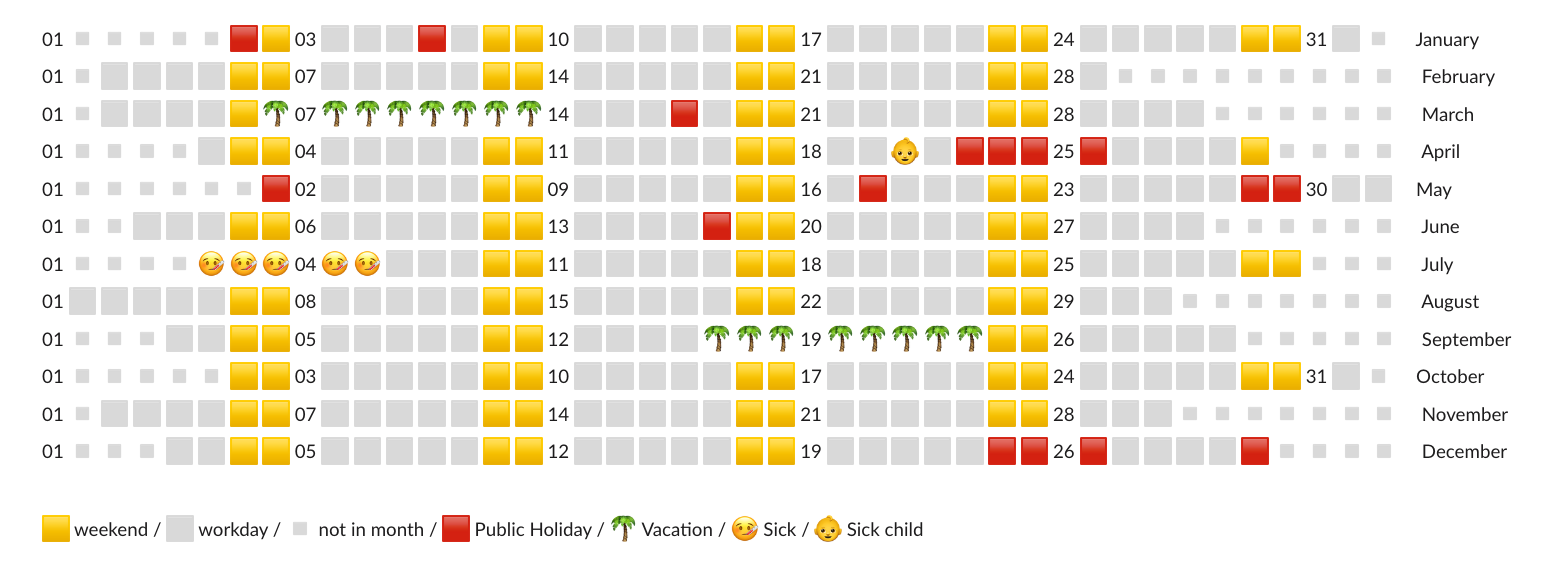 01 03 10 17 24 31 January
01 07 14 21 28 February
01 07 14 21 28 March
01 04 11 18 25 April
01 02 09 16 23 30 May
01 06 13 20 27 June
01 04 11 18 25 July
01 08 15 22 29 August
01 05 12 19 26 September
01 03 10 17 24 31 October
01 07 14 21 28 November
01 05 12 19 26 December
weekend / workday / not in month / Public Holiday / Vacation / Sick / Sick child